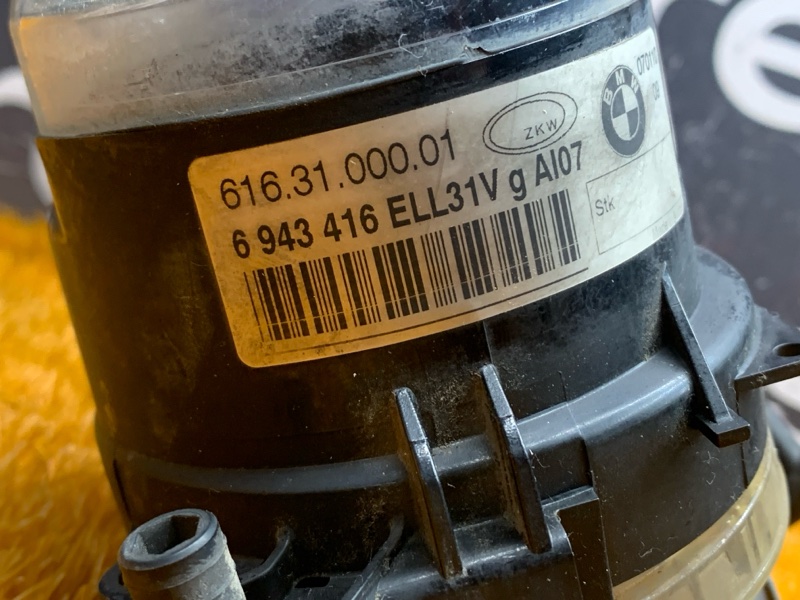 ZKW
BMW
616.31.000.01
6 943 416 ELL31V g AI07
Stk